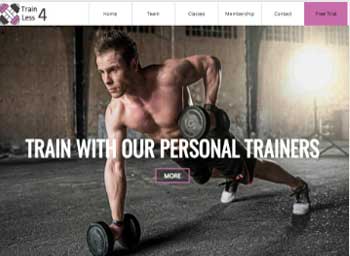 Train
Less 4
Home
Team
Classes
Membership
Contact
Free Trial
TRAIN WITH OUR PERSONAL TRAINERS
MORE